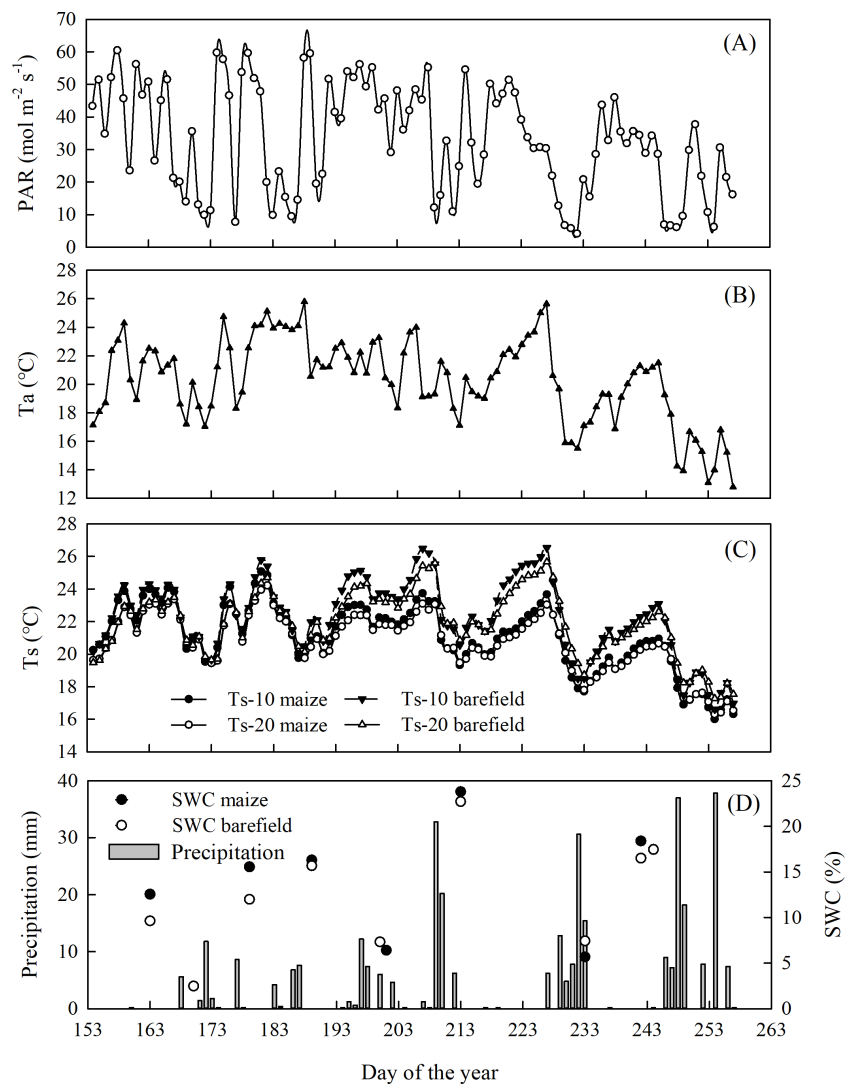 70
60
50
40
30
20
10
0
PAR (mol m⁻² s⁻¹)
(A)
28
26
24
22
20
18
16
14
12
Ta (°C)
(B)
28
26
24
22
20
18
16
14
Ts (°C)
(C)
Ts-10 maize
Ts-10 barefield
Ts-20 maize
Ts-20 barefield
40
30
20
10
0
Precipitation (mm)
SWC maize
SWC barefield
Precipitation
(D)
25
20
15
10
5
0
SWC (%)
153 163 173 183 193 203 213 223 233 243 253 263
Day of the year